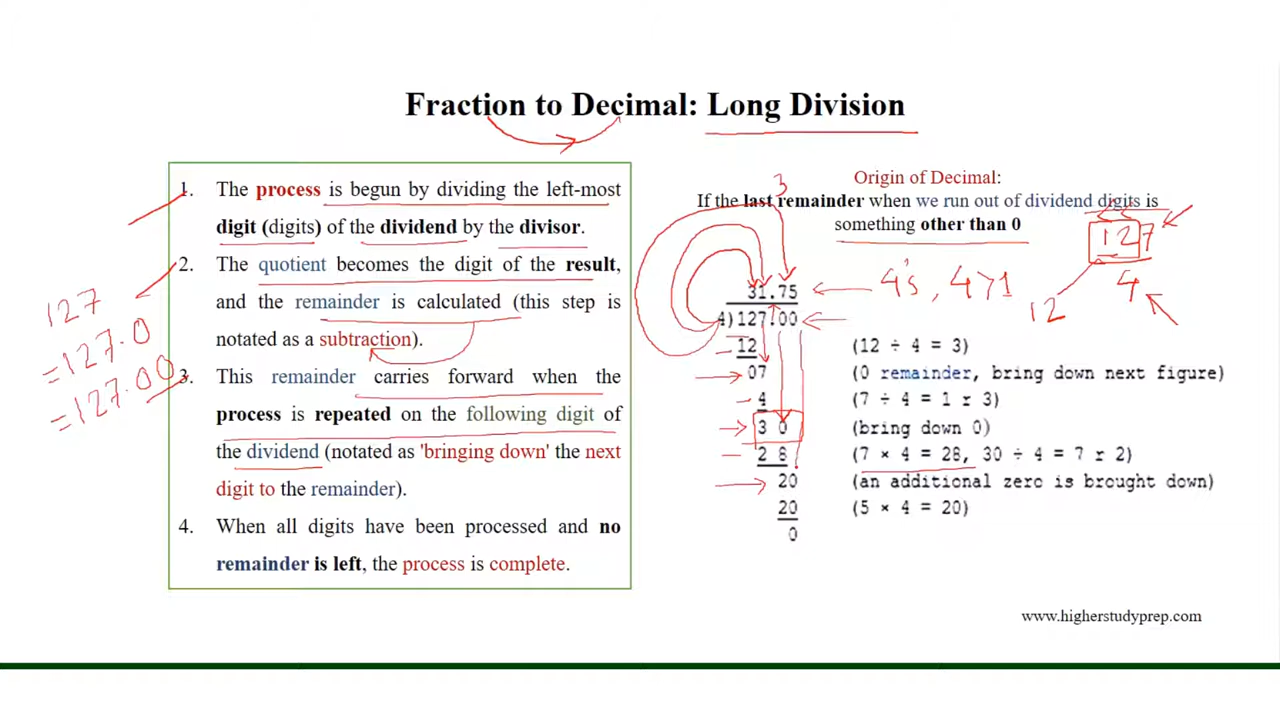 Fraction to Decimal: Long Division
1. The process is begun by dividing the left-most
digit (digits) of the dividend by the divisor.
2. The quotient becomes the digit of the result,
and the remainder is calculated (this step is
notated as a subtraction).
3. This remainder carries forward when the
process is repeated on the following digit of
the dividend (notated as 'bringing down' the next
digit to the remainder).
4. When all digits have been processed and no
remainder is left, the process is complete.
127
=127.0
=127.00
Origin of Decimal:
If the last remainder when we run out of dividend digits is
something other than 0
3
127
4
12
4's, 4>1
31.75
4)127.00
12 (12 ÷ 4 = 3)
07 (0 remainder, bring down next figure)
4 (7 ÷ 4 = 1 r 3)
3 0 (bring down 0)
2 8 (7 × 4 = 28, 30 ÷ 4 = 7 r 2)
20 (an additional zero is brought down)
20 (5 × 4 = 20)
0
www.higherstudyprep.com